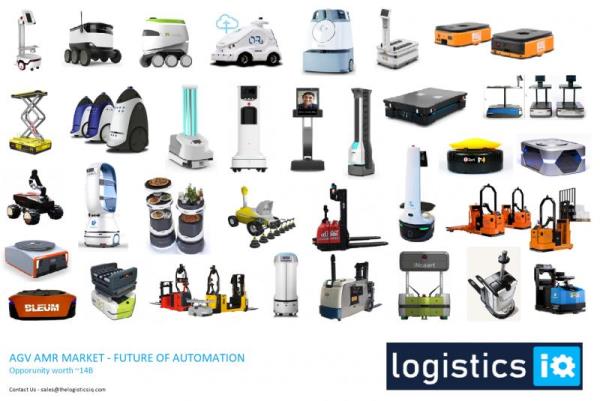 BLEUM
AGV AMR MARKET - FUTURE OF AUTOMATION
Opporunity worth ~14B
Contact Us - sales@thelogisticsiq.com
logistics iQ